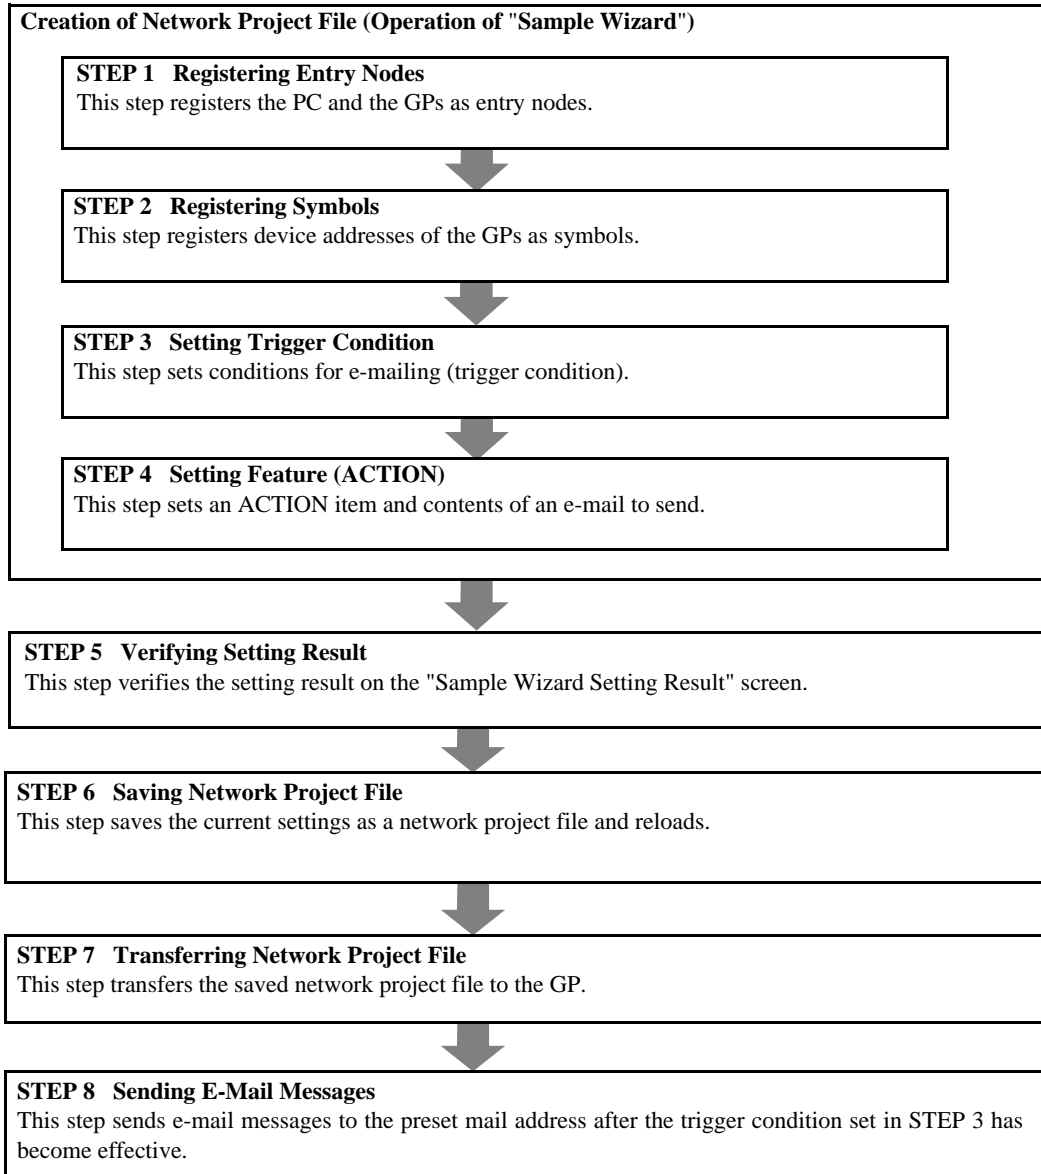 Creation of Network Project File (Operation of "Sample Wizard")
STEP 1 Registering Entry Nodes
This step registers the PC and the GPs as entry nodes.
STEP 2 Registering Symbols
This step registers device addresses of the GPs as symbols.
STEP 3 Setting Trigger Condition
This step sets conditions for e-mailing (trigger condition).
STEP 4 Setting Feature (ACTION)
This step sets an ACTION item and contents of an e-mail to send.
STEP 5 Verifying Setting Result
This step verifies the setting result on the "Sample Wizard Setting Result" screen.
STEP 6 Saving Network Project File
This step saves the current settings as a network project file and reloads.
STEP 7 Transferring Network Project File
This step transfers the saved network project file to the GP.
STEP 8 Sending E-Mail Messages
This step sends e-mail messages to the preset mail address after the trigger condition set in STEP 3 has
become effective.